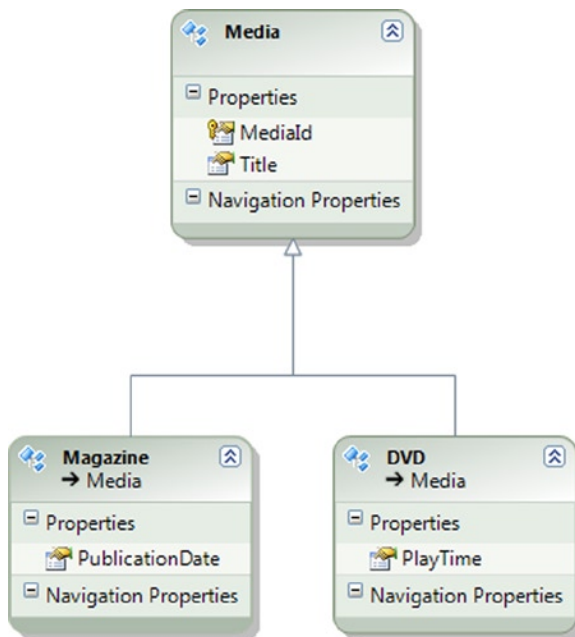 Media
Properties
MediaId
Title
Navigation Properties
Magazine
→ Media
Properties
PublicationDate
Navigation Properties
DVD
→ Media
Properties
PlayTime
Navigation Properties